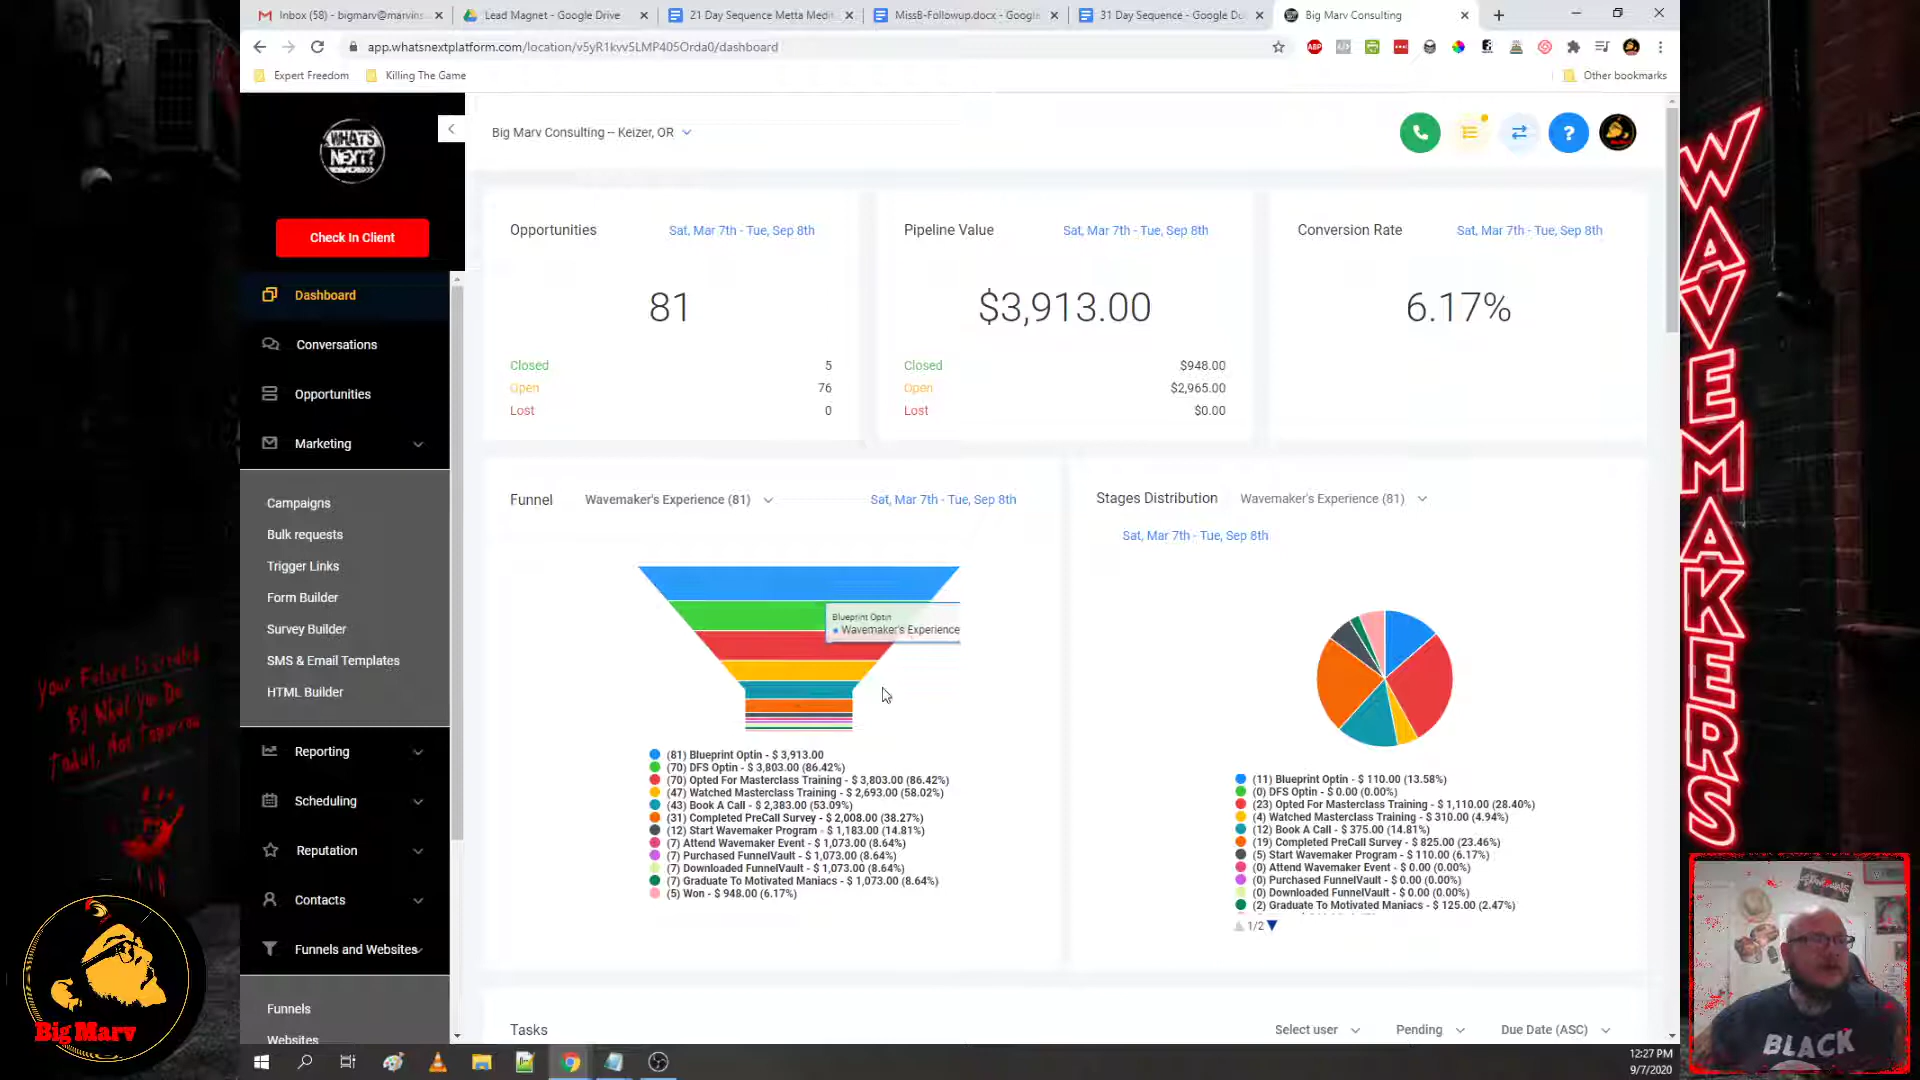 Inbox (58) - bigmarv@marvins
Lead Magnet - Google Drive
21 Day Sequence Metta Medit
MissB-Followup.docx - Google
31 Day Sequence - Google Do
Big Marv Consulting
app.whatsnextplatform.com/location/v5yR1kvv5LMP405Orda0/dashboard
ABP
Expert Freedom
Killing The Game
Other bookmarks
WHAT'S
NEXT?
Check In Client
Dashboard
Conversations
Opportunities
Marketing
Campaigns
Bulk requests
Trigger Links
Form Builder
Survey Builder
SMS & Email Templates
HTML Builder
Reporting
Scheduling
Reputation
Contacts
Funnels and Websites
Funnels
Websites
Big Marv Consulting -- Keizer, OR
Opportunities
Sat, Mar 7th - Tue, Sep 8th
81
Closed 5
Open 76
Lost 0
Pipeline Value
Sat, Mar 7th - Tue, Sep 8th
$3,913.00
Closed $948.00
Open $2,965.00
Lost $0.00
Conversion Rate
Sat, Mar 7th - Tue, Sep 8th
6.17%
Funnel
Wavemaker's Experience (81)
Sat, Mar 7th - Tue, Sep 8th
Blueprint Optin
Wavemaker's Experience
(81) Blueprint Optin - $ 3,913.00
(70) DFS Optin - $ 3,803.00 (86.42%)
(70) Opted For Masterclass Training - $ 3,803.00 (86.42%)
(47) Watched Masterclass Training - $ 2,693.00 (58.02%)
(43) Book A Call - $ 2,383.00 (53.09%)
(31) Completed PreCall Survey - $ 2,008.00 (38.27%)
(12) Start Wavemaker Program - $ 1,183.00 (14.81%)
(7) Attend Wavemaker Event - $ 1,073.00 (8.64%)
(7) Purchased FunnelVault - $ 1,073.00 (8.64%)
(7) Downloaded FunnelVault - $ 1,073.00 (8.64%)
(7) Graduate To Motivated Maniacs - $ 1,073.00 (8.64%)
(5) Won - $ 948.00 (6.17%)
Stages Distribution
Wavemaker's Experience (81)
Sat, Mar 7th - Tue, Sep 8th
(11) Blueprint Optin - $ 110.00 (13.58%)
(0) DFS Optin - $ 0.00 (0.00%)
(23) Opted For Masterclass Training - $ 1,110.00 (28.40%)
(4) Watched Masterclass Training - $ 310.00 (4.94%)
(12) Book A Call - $ 375.00 (14.81%)
(19) Completed PreCall Survey - $ 825.00 (23.46%)
(5) Start Wavemaker Program - $ 110.00 (6.17%)
(0) Attend Wavemaker Event - $ 0.00 (0.00%)
(0) Purchased FunnelVault - $ 0.00 (0.00%)
(0) Downloaded FunnelVault - $ 0.00 (0.00%)
(2) Graduate To Motivated Maniacs - $ 125.00 (2.47%)
1/2
Tasks
Select user
Pending
Due Date (ASC)
12:27 PM
9/7/2020
WAVEMAKERS
Your Future Is Created
By What you Do
Today, Not Tomorrow
Big Marv
BLACK